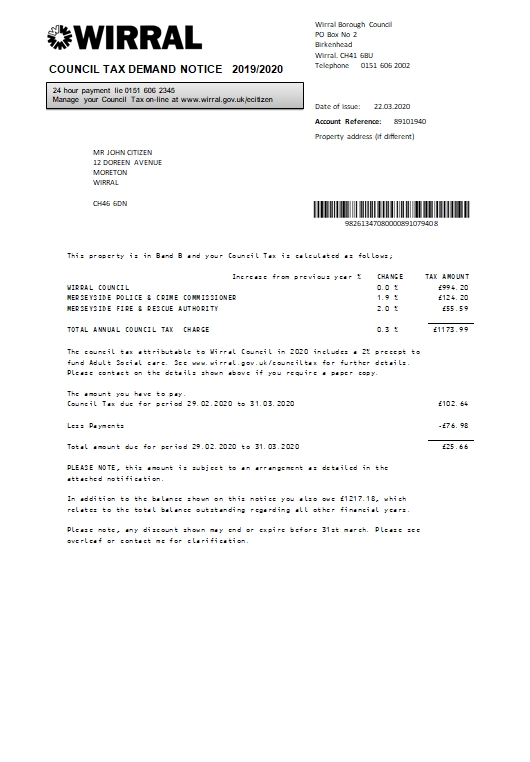 WIRRAL
COUNCIL TAX DEMAND NOTICE 2019/2020
24 hour payment lie 0151 606 2345
Manage your Council Tax on-line at www.wirral.gov.uk/ecitizen
Wirral Borough Council
PO Box No 2
Birkenhead
Wirral. CH41 6BU
Telephone 0151 606 2002
Date of issue: 22.03.2020
Account Reference: 89101940
Property address (if different)
MR JOHN CITIZEN
12 DOREEN AVENUE
MORETON
WIRRAL
CH46 6DN
98261347080000891079408
This property is in Band B and your Council Tax is calculated as follows;
Increase from previous year % CHANGE TAX AMOUNT
WIRRAL COUNCIL 0.0 % £994.20
MERSEYSIDE POLICE & CRIME COMMISSIONER 1.9 % £124.20
MERSEYSIDE FIRE & RESCUE AUTHORITY 2.0 % £55.59
TOTAL ANNUAL COUNCIL TAX CHARGE 0.3 % £1173.99
The council tax attributable to Wirral Council in 2020 includes a 2% precept to
fund Adult Social care. See www.wirral.gov.uk/counciltax for further details.
Please contact on the details shown above if you require a paper copy.
The amount you have to pay.
Council Tax due for period 29.02.2020 to 31.03.2020 £102.64
Less Payments -£76.98
Total amount due for period 29.02.2020 to 31.03.2020 £25.66
PLEASE NOTE, this amount is subject to an arrangement as detailed in the
attached notification.
In addition to the balance shown on this notice you also owe £1217.18, which
relates to the total balance outstanding regarding all other financial years.
Please note, any discount shown may end or expire before 31st march. Please see
overleaf or contact me for clarification.